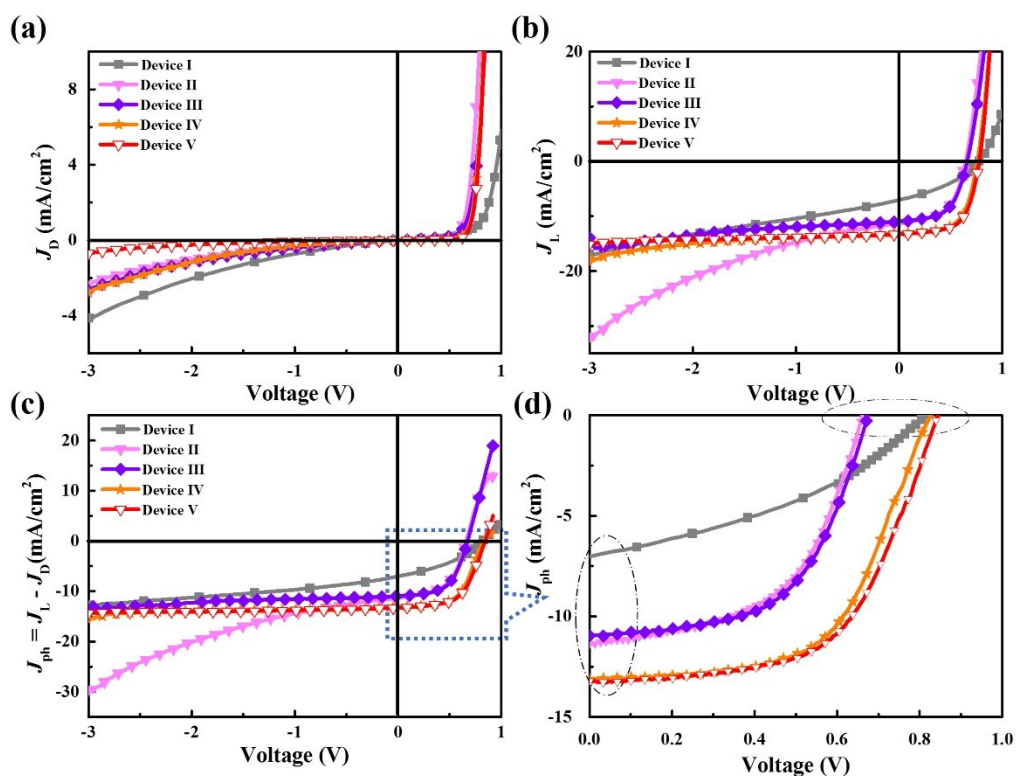 (a)
Device I
Device II
Device III
Device IV
Device V
8
4
0
-4
J_D (mA/cm²)
-3 -2 -1 0 1
Voltage (V)
(b)
Device I
Device II
Device III
Device IV
Device V
20
10
0
-10
-20
-30
J_L (mA/cm²)
-3 -2 -1 0 1
Voltage (V)
(c)
Device I
Device II
Device III
Device IV
Device V
20
10
0
-10
-20
-30
J_ph = J_L - J_D (mA/cm²)
-3 -2 -1 0 1
Voltage (V)
(d)
0
-5
-10
-15
J_ph (mA/cm²)
0.0 0.2 0.4 0.6 0.8 1.0
Voltage (V)